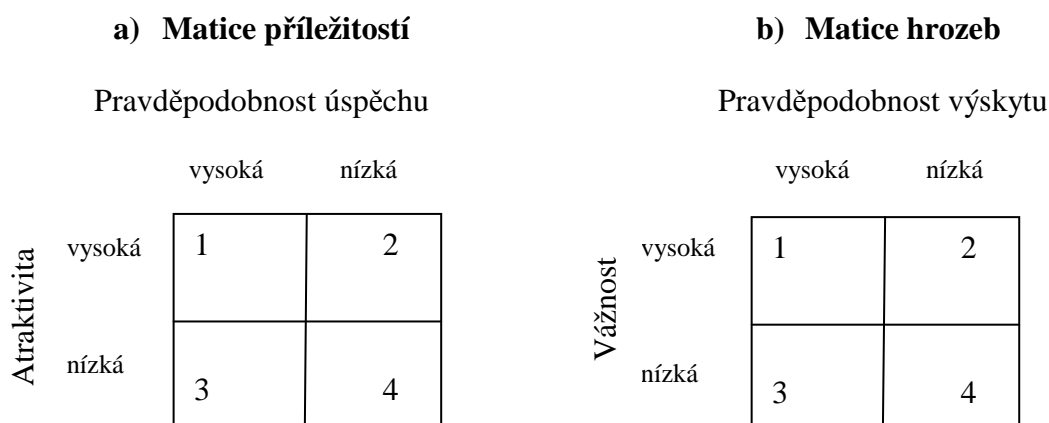 a) Matice příležitostí
Pravděpodobnost úspěchu
vysoká nízká
Atraktivita
vysoká 1 2
nízká 3 4
b) Matice hrozeb
Pravděpodobnost výskytu
vysoká nízká
Vážnost
vysoká 1 2
nízká 3 4